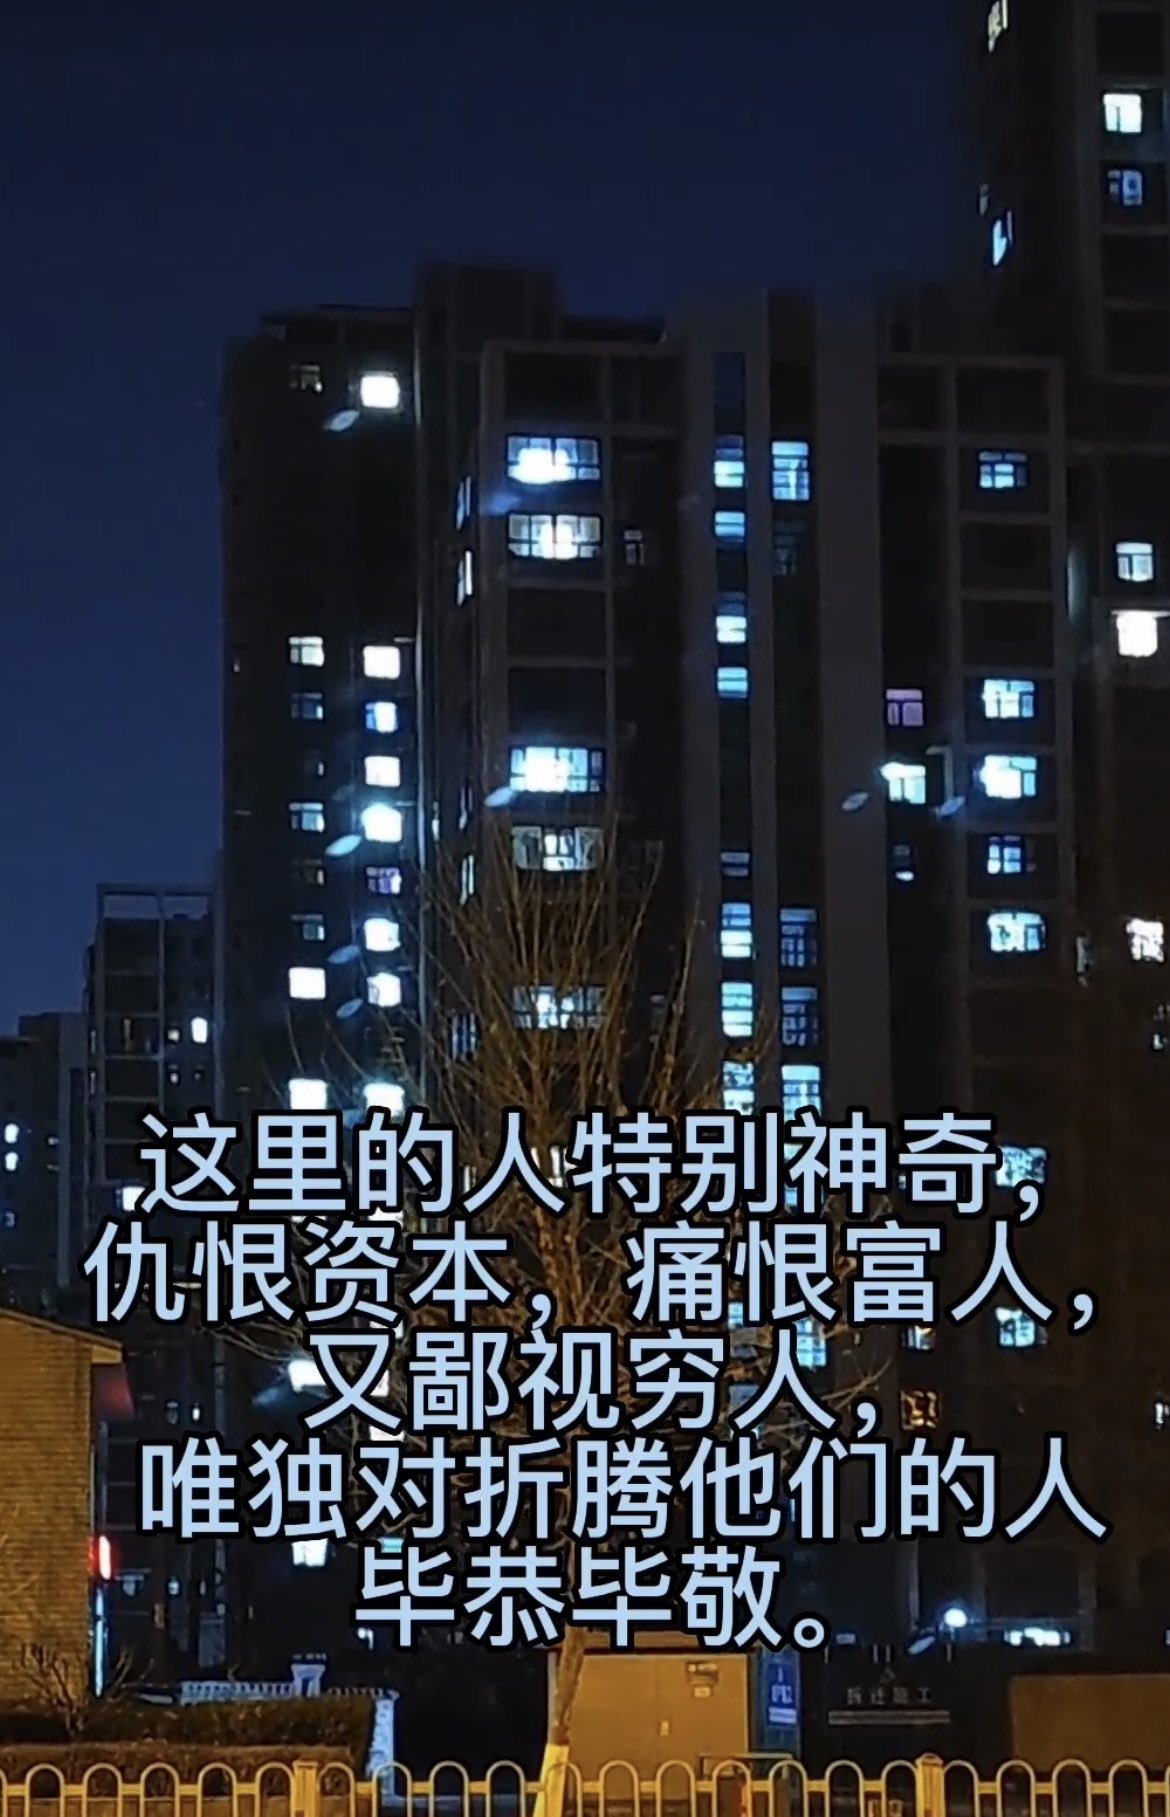 这里的人特别神奇，
仇恨资本，痛恨富人，
又鄙视穷人，
唯独对折腾他们的人
毕恭毕敬。